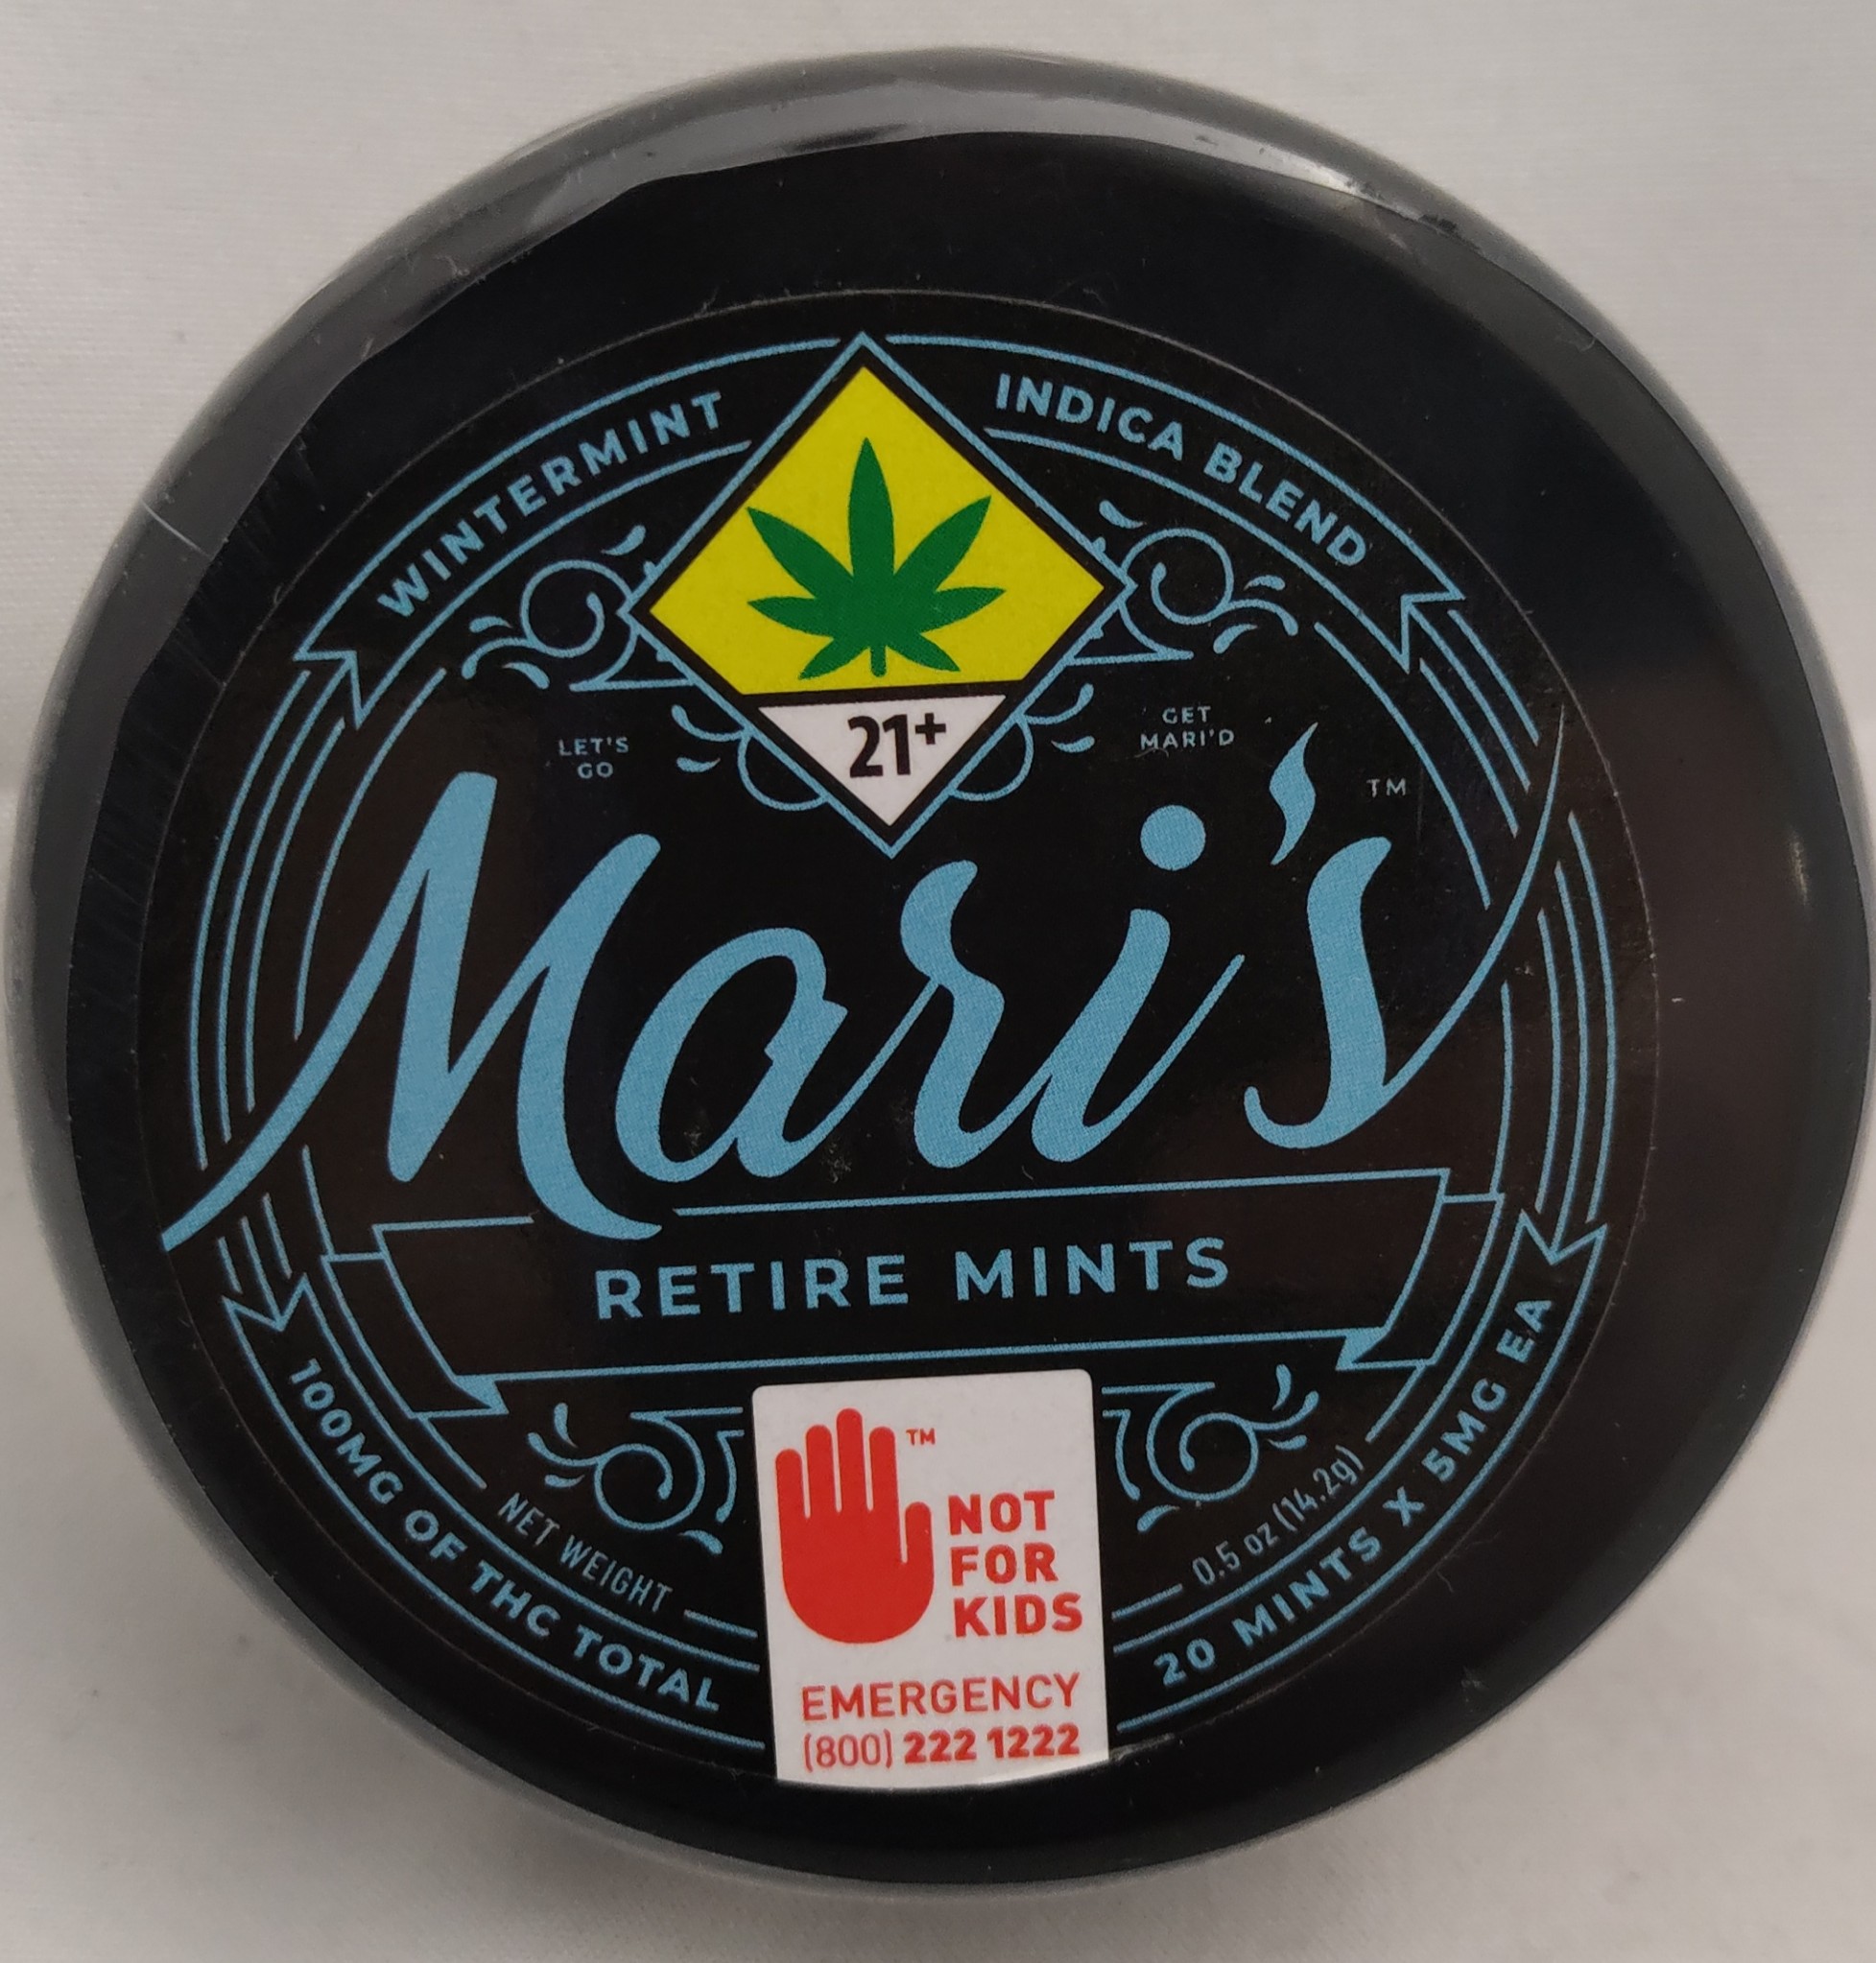 WINTERMINT
INDICA BLEND
21+
LET'S
GO
GET
MARI'D
Mari's™
RETIRE MINTS
100MG OF THC TOTAL
NET WEIGHT
0.5 oz (14.2g)
20 MINTS X 5MG EA
™
NOT
FOR
KIDS
EMERGENCY
(800) 222 1222